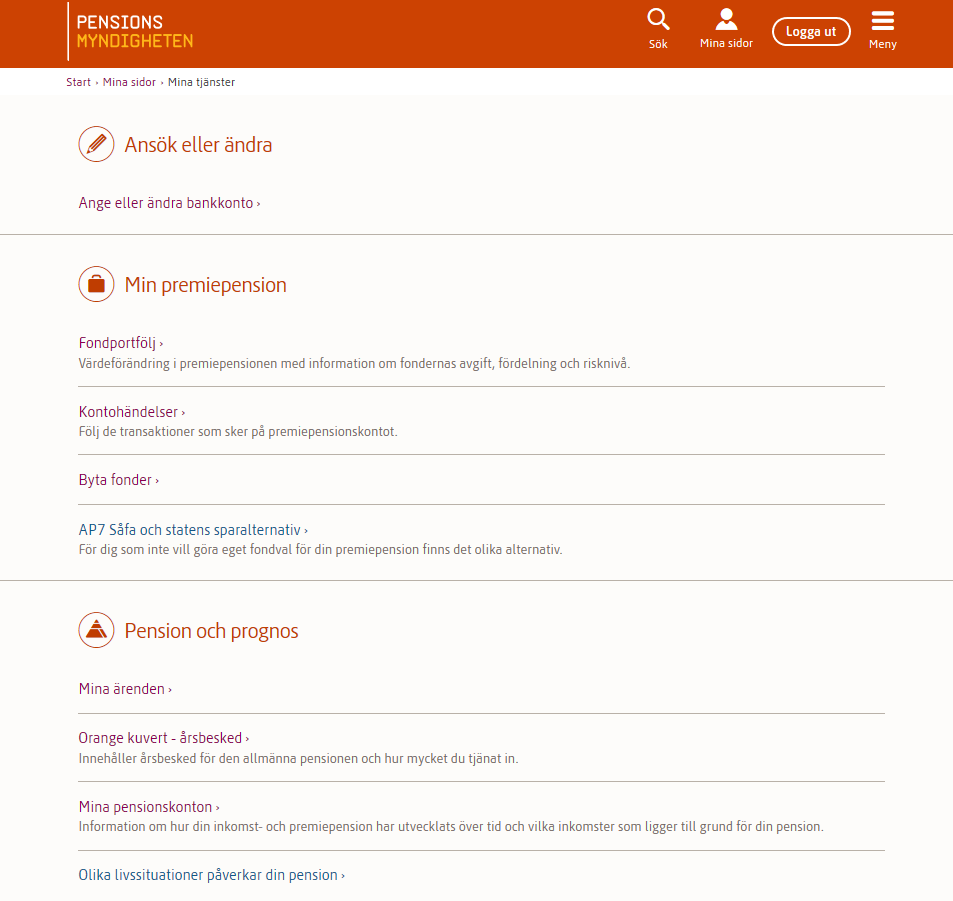 PENSIONS
MYNDIGHETEN
Sök
Mina sidor
Logga ut
Meny
Start › Mina sidor › Mina tjänster
Ansök eller ändra
Ange eller ändra bankkonto ›
Min premiepension
Fondportfölj ›
Värdeförändring i premiepensionen med information om fondernas avgift, fördelning och risknivå.
Kontohändelser ›
Följ de transaktioner som sker på premiepensionskontot.
Byta fonder ›
AP7 Såfa och statens sparalternativ ›
För dig som inte vill göra eget fondval för din premiepension finns det olika alternativ.
Pension och prognos
Mina ärenden ›
Orange kuvert - årsbesked ›
Innehåller årsbesked för den allmänna pensionen och hur mycket du tjänat in.
Mina pensionskonton ›
Information om hur din inkomst- och premiepension har utvecklats över tid och vilka inkomster som ligger till grund för din pension.
Olika livssituationer påverkar din pension ›